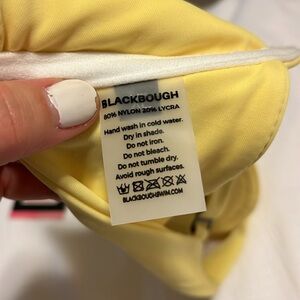 BLACKBOUGH
80% NYLON 20% LYCRA
Hand wash in cold water.
Dry in shade.
Do not iron.
Do not bleach.
Do not tumble dry.
Avoid rough surfaces.
BLACKBOUGHSWIM.COM